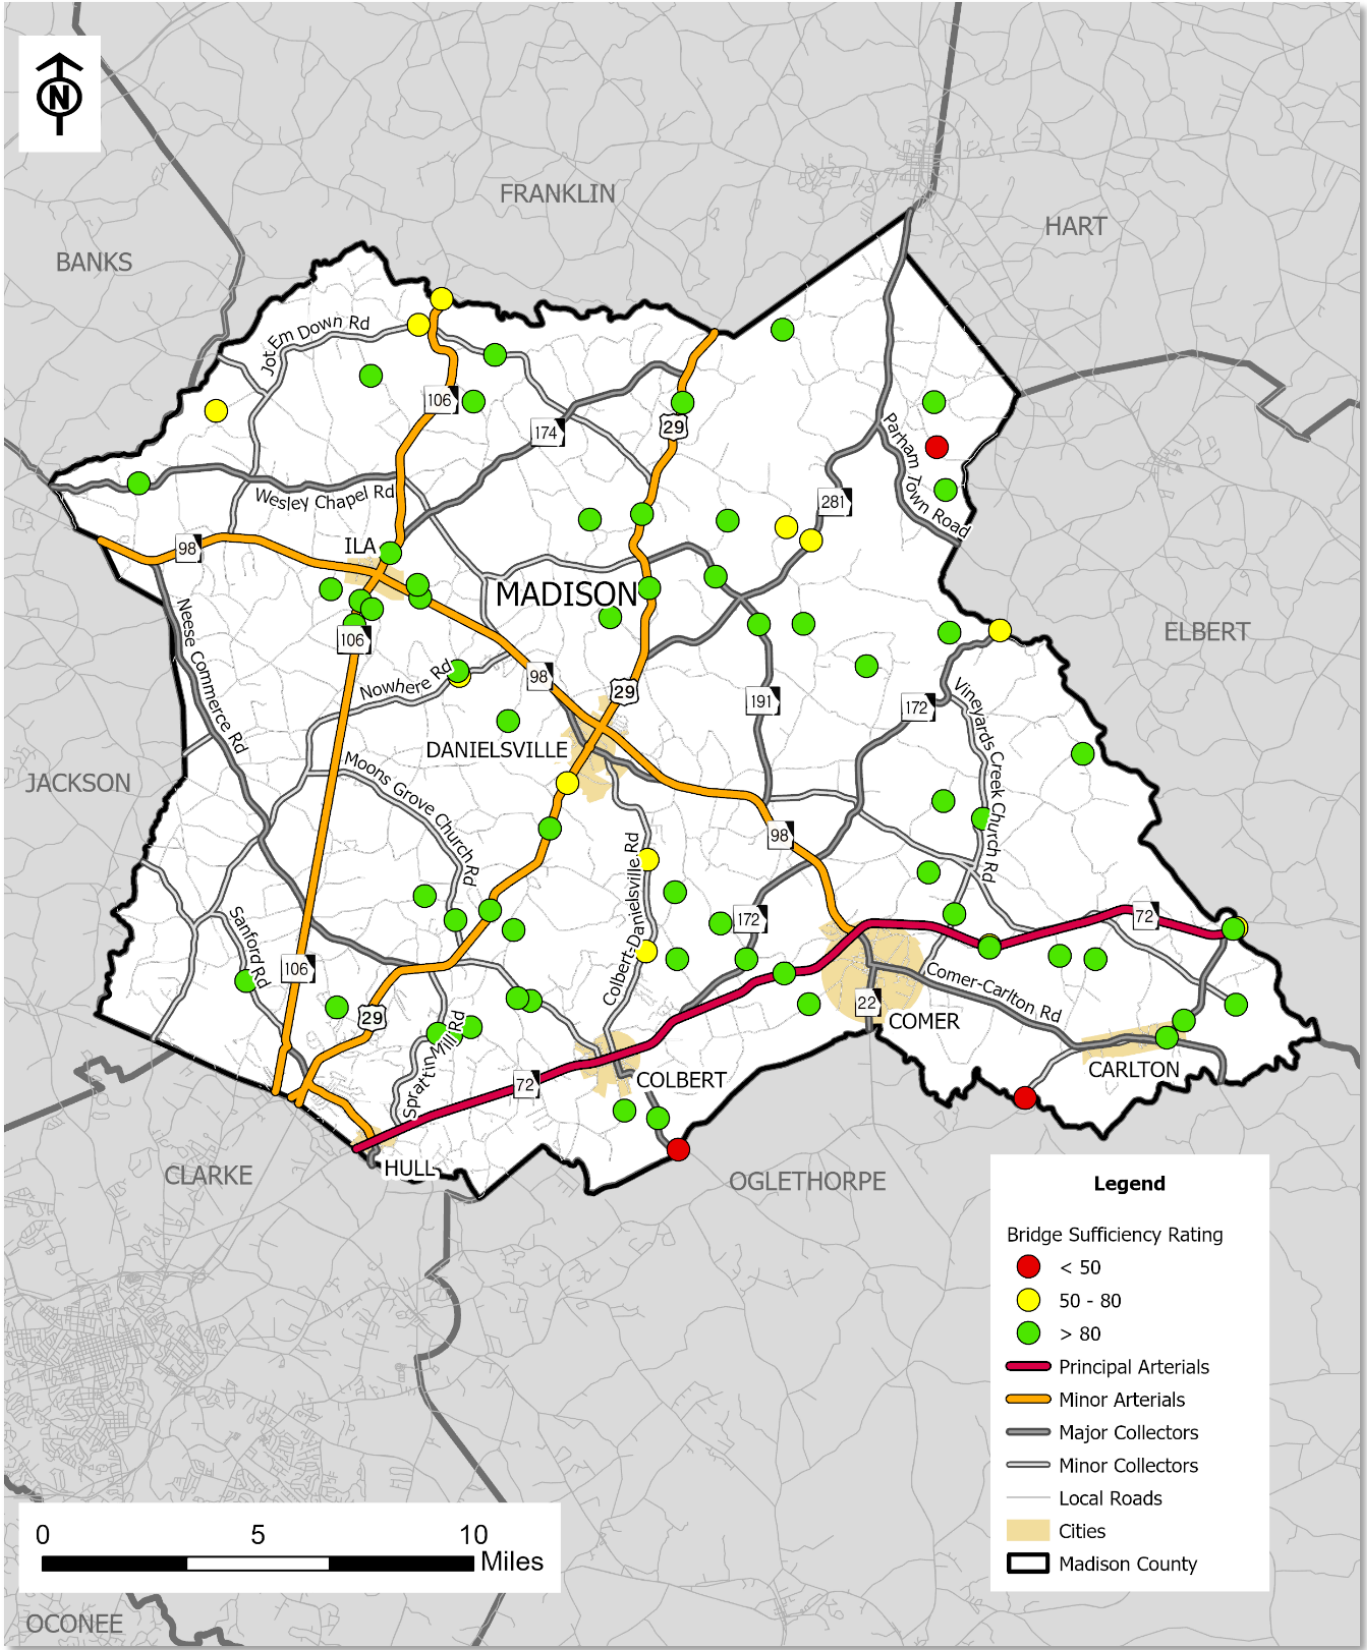 N
FRANKLIN
HART
BANKS
Jot Em Down Rd
106
174
29
Parham Town Road
281
Wesley Chapel Rd
98
ILA
MADISON
Neese Commerce Rd
106
ELBERT
Nowhere Rd
98
29
191
172
Vineyards Creek Church Rd
DANIELSVILLE
JACKSON
Moons Grove Church Rd
98
Colbert-Danielsville Rd
172
72
Sanford Rd
106
Comer-Carlton Rd
22
29
COMER
Sprattin Mill Rd
CARLTON
COLBERT
72
HULL
CLARKE
OGLETHORPE
Legend
Bridge Sufficiency Rating
< 50
50 - 80
> 80
Principal Arterials
Minor Arterials
Major Collectors
Minor Collectors
Local Roads
Cities
Madison County
0 5 10
Miles
OCONEE